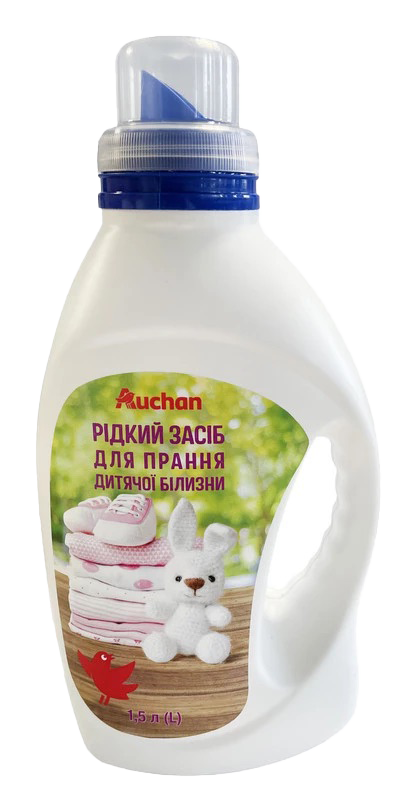 Auchan
РІДКИЙ ЗАСІБ
ДЛЯ ПРАННЯ
ДИТЯЧОЇ БІЛИЗНИ
1,5 л (L)